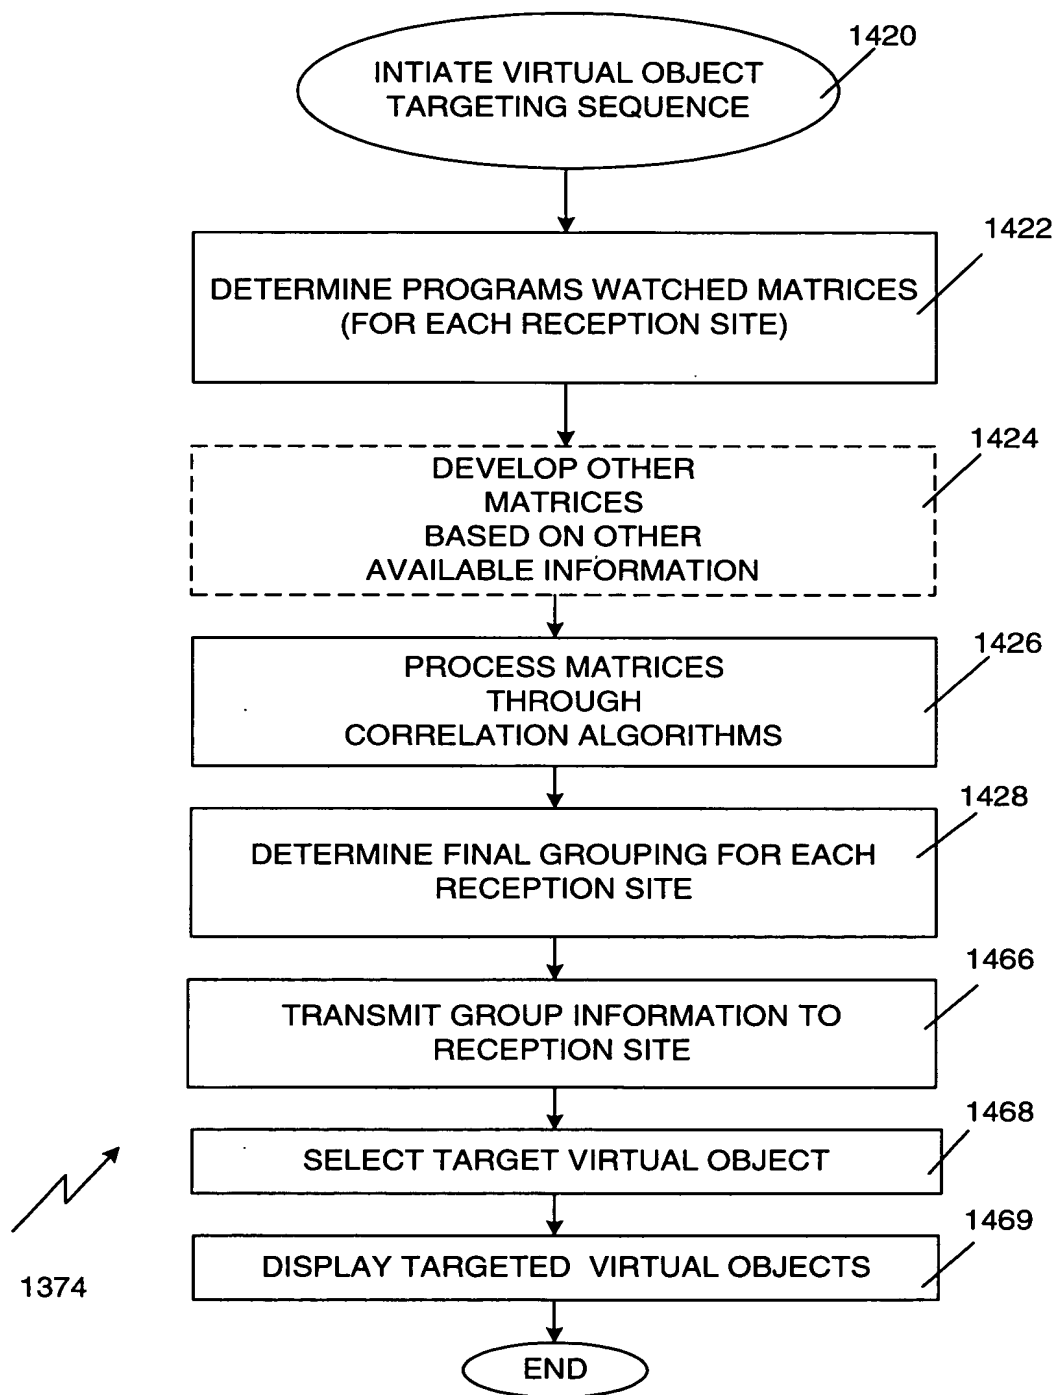 1420
INTIATE VIRTUAL OBJECT
TARGETING SEQUENCE
1422
DETERMINE PROGRAMS WATCHED MATRICES
(FOR EACH RECEPTION SITE)
1424
DEVELOP OTHER
MATRICES
BASED ON OTHER
AVAILABLE INFORMATION
1426
PROCESS MATRICES
THROUGH
CORRELATION ALGORITHMS
1428
DETERMINE FINAL GROUPING FOR EACH
RECEPTION SITE
1466
TRANSMIT GROUP INFORMATION TO
RECEPTION SITE
1468
SELECT TARGET VIRTUAL OBJECT
1469
DISPLAY TARGETED VIRTUAL OBJECTS
1374
END